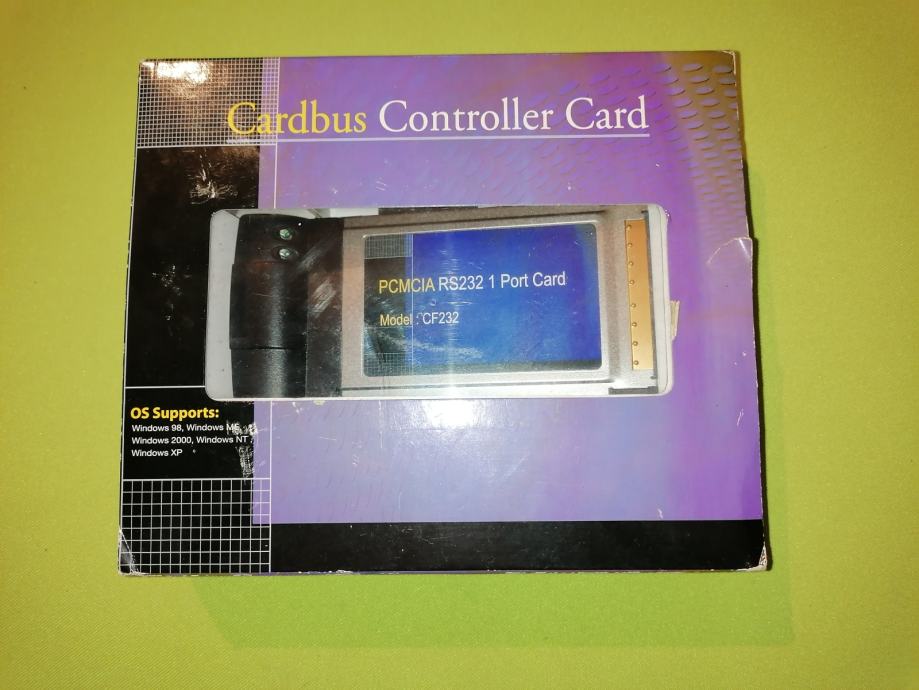 Cardbus Controller Card
PCMCIA RS232 1 Port Card
Model : CF232
OS Supports:
Windows 98, Windows ME,
Windows 2000, Windows NT,
Windows XP